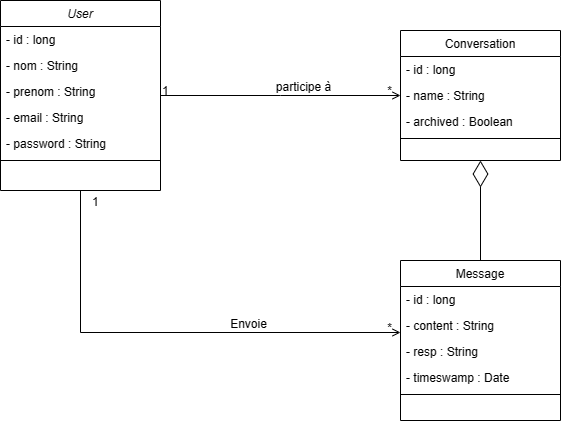 User
- id : long
- nom : String
- prenom : String
- email : String
- password : String
1
participe à
*
Conversation
- id : long
- name : String
- archived : Boolean
1
Envoie
*
Message
- id : long
- content : String
- resp : String
- timeswamp : Date